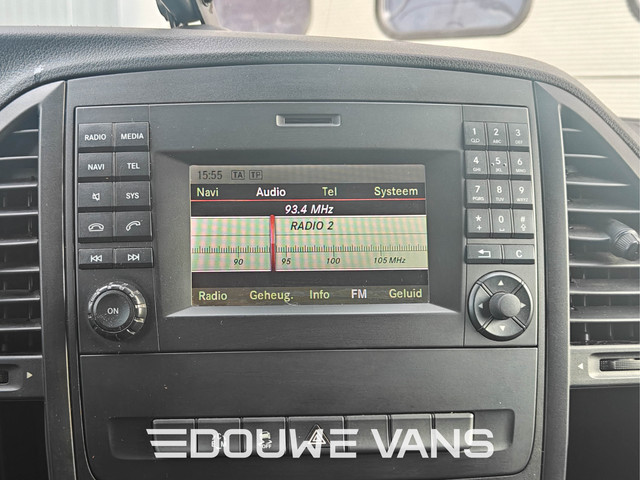 15:55 TA TP
Navi Audio Tel Systeem
93.4 MHz
RADIO 2
90 95 100 105 MHz
Radio Geheug. Info FM Geluid
RADIO MEDIA
NAVI TEL
SYS
ON
1 2 3
4 5 6
7 8 9
* 0 #
C
DOUWE VANS